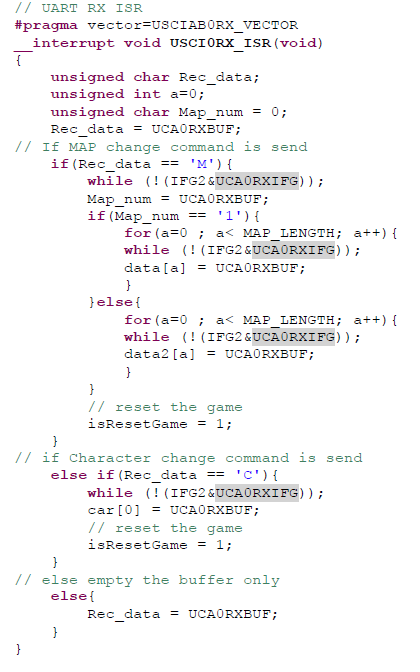 // UART RX ISR
#pragma vector=USCIAB0RX_VECTOR
__interrupt void USCI0RX_ISR(void)
{
unsigned char Rec_data;
unsigned int a=0;
unsigned char Map_num = 0;
Rec_data = UCA0RXBUF;
// If MAP change command is send
if(Rec_data == 'M'){
while (!(IFG2&UCA0RXIFG));
Map_num = UCA0RXBUF;
if(Map_num == '1'){
for(a=0 ; a< MAP_LENGTH; a++){
while (!(IFG2&UCA0RXIFG));
data[a] = UCA0RXBUF;
}
}else{
for(a=0 ; a< MAP_LENGTH; a++){
while (!(IFG2&UCA0RXIFG));
data2[a] = UCA0RXBUF;
}
}
// reset the game
isResetGame = 1;
}
// if Character change command is send
else if(Rec_data == 'C'){
while (!(IFG2&UCA0RXIFG));
car[0] = UCA0RXBUF;
// reset the game
isResetGame = 1;
}
// else empty the buffer only
else{
Rec_data = UCA0RXBUF;
}
}